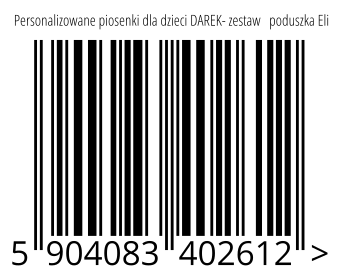 Personalizowane piosenki dla dzieci DAREK- zestaw poduszka Eli
5 904083 402612 >